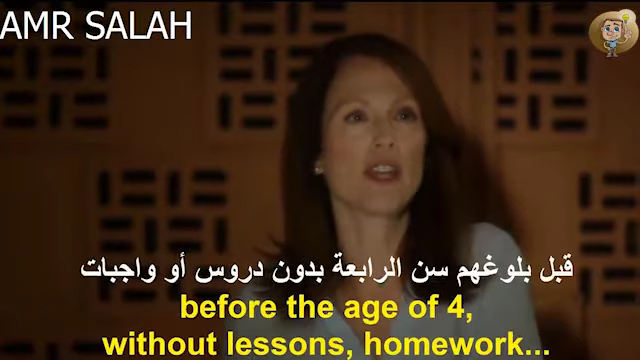 AMR SALAH
قبل بلوغهم سن الرابعة بدون دروس أو واجبات
before the age of 4,
without lessons, homework...